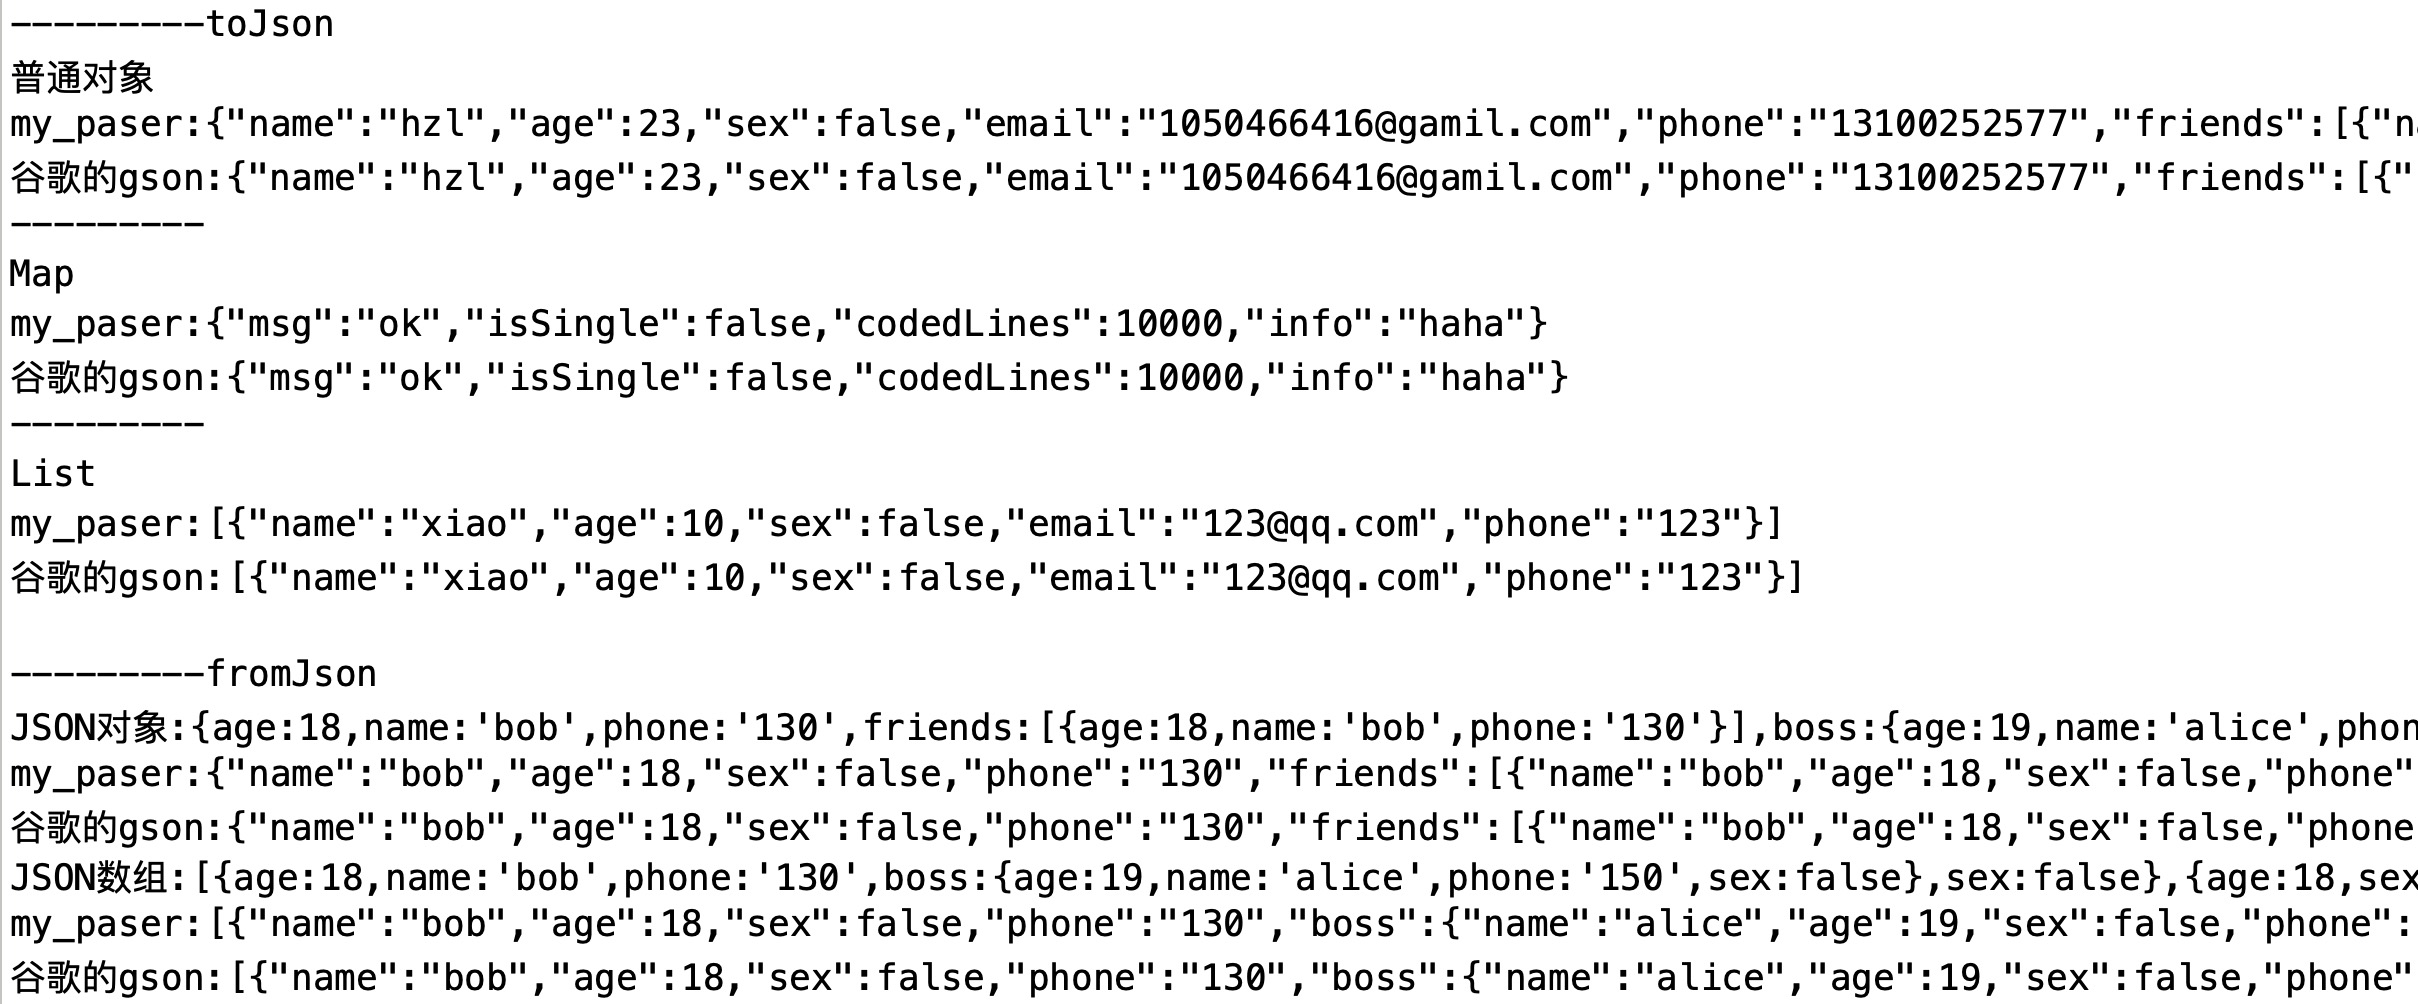 ---------toJson
普通对象
my_paser:{"name":"hzl","age":23,"sex":false,"email":"1050466416@gamil.com","phone":"13100252577","friends":[{"n
谷歌的gson:{"name":"hzl","age":23,"sex":false,"email":"1050466416@gamil.com","phone":"13100252577","friends":[{"
---------
Map
my_paser:{"msg":"ok","isSingle":false,"codedLines":10000,"info":"haha"}
谷歌的gson:{"msg":"ok","isSingle":false,"codedLines":10000,"info":"haha"}
---------
List
my_paser:[{"name":"xiao","age":10,"sex":false,"email":"123@qq.com","phone":"123"}]
谷歌的gson:[{"name":"xiao","age":10,"sex":false,"email":"123@qq.com","phone":"123"}]
---------fromJson
JSON对象:{age:18,name:'bob',phone:'130',friends:[{age:18,name:'bob',phone:'130'}],boss:{age:19,name:'alice',phon
my_paser:{"name":"bob","age":18,"sex":false,"phone":"130","friends":[{"name":"bob","age":18,"sex":false,"phone"
谷歌的gson:{"name":"bob","age":18,"sex":false,"phone":"130","friends":[{"name":"bob","age":18,"sex":false,"phone
JSON数组:[{age:18,name:'bob',phone:'130',boss:{age:19,name:'alice',phone:'150',sex:false},sex:false},{age:18,sex
my_paser:[{"name":"bob","age":18,"sex":false,"phone":"130","boss":{"name":"alice","age":19,"sex":false,"phone":
谷歌的gson:[{"name":"bob","age":18,"sex":false,"phone":"130","boss":{"name":"alice","age":19,"sex":false,"phone"